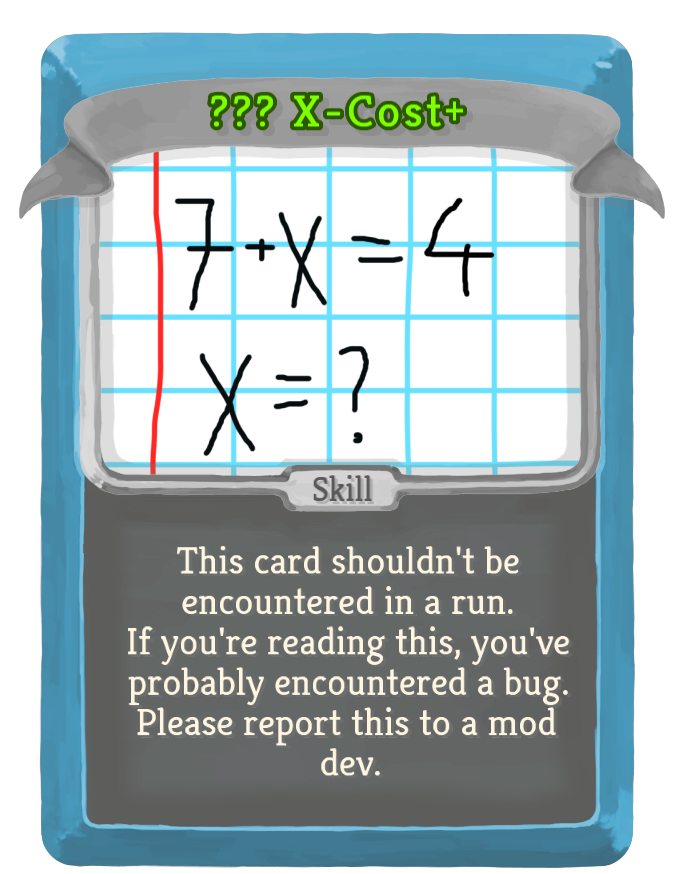 ??? X-Cost+
7+X=4
X=?
Skill
This card shouldn't be
encountered in a run.
If you're reading this, you've
probably encountered a bug.
Please report this to a mod
dev.